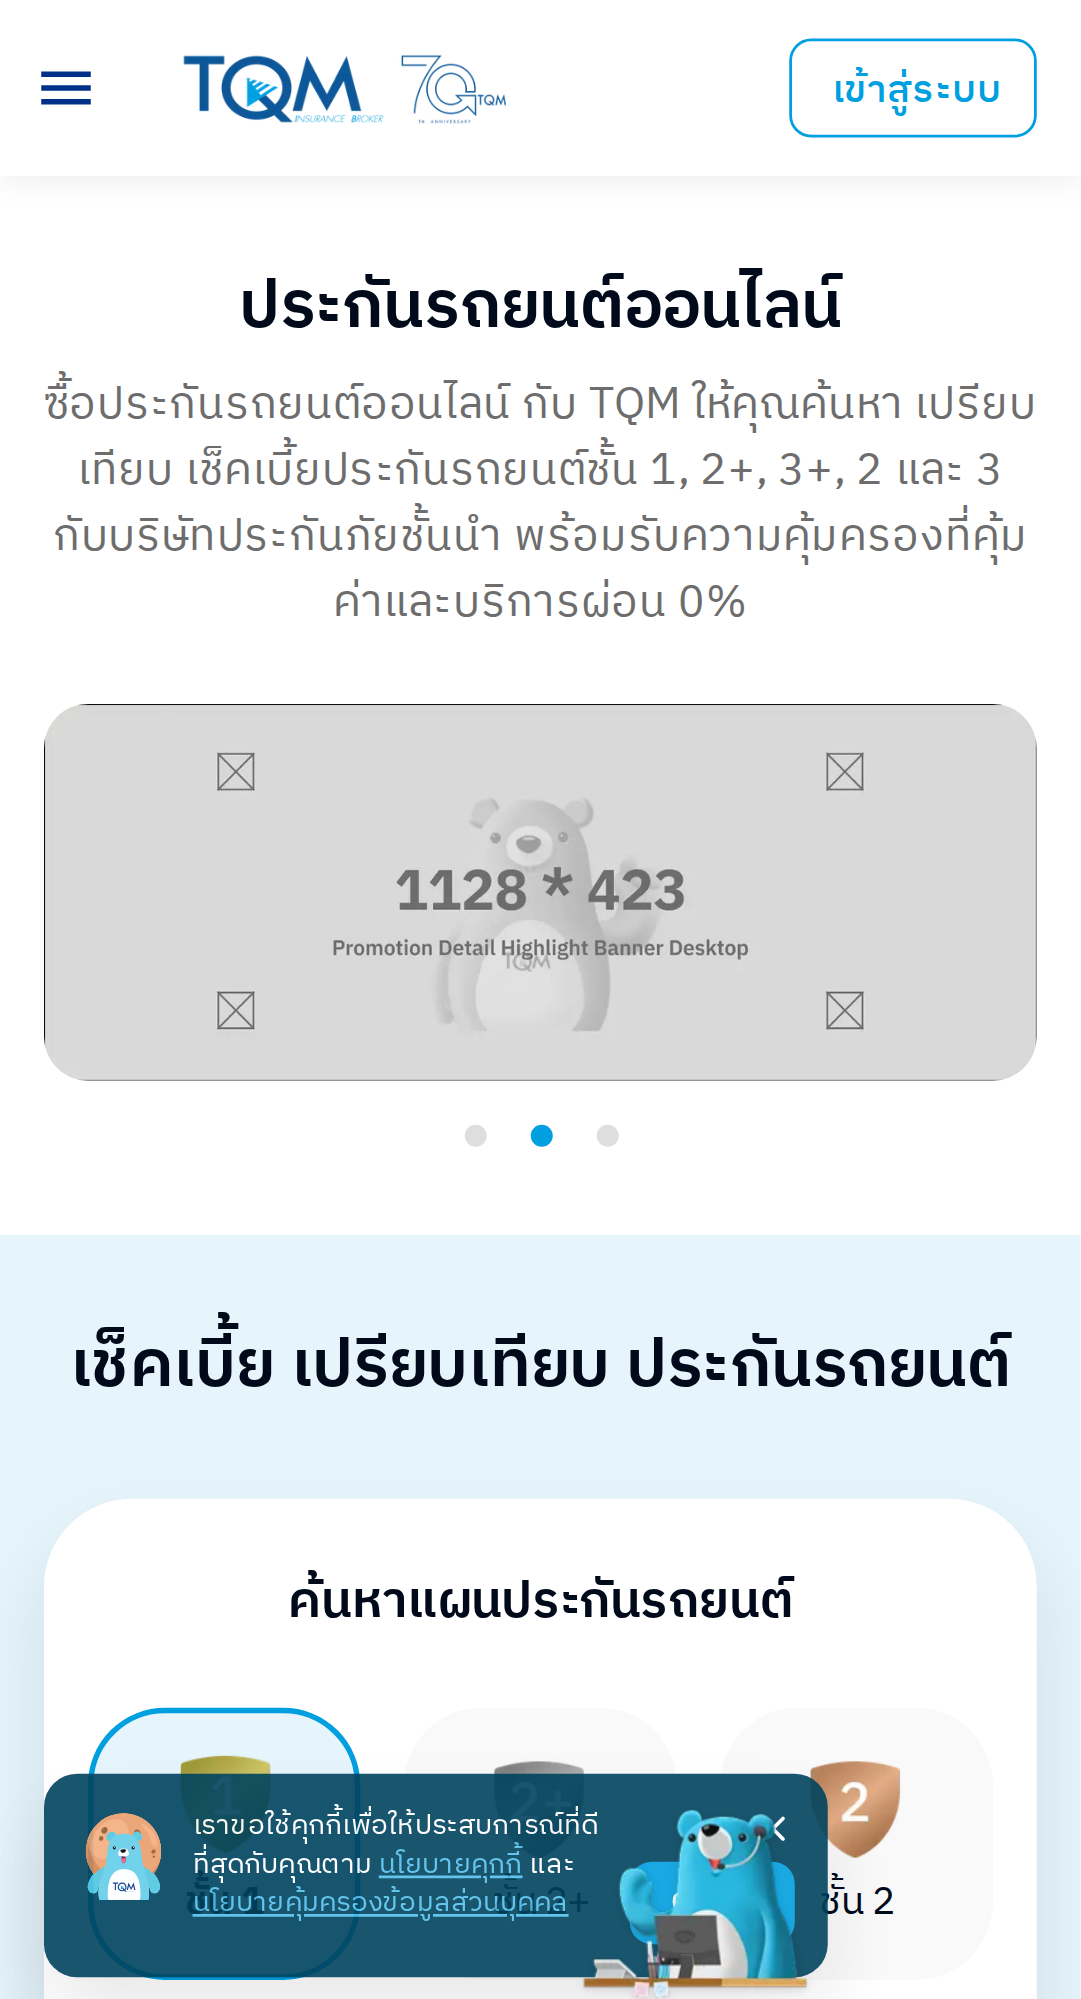 TQM
INSURANCE BROKER
70 TQM
TH ANNIVERSARY
เข้าสู่ระบบ
ประกันรถยนต์ออนไลน์
ซื้อประกันรถยนต์ออนไลน์ กับ TQM ให้คุณค้นหา เปรียบ
เทียบ เช็คเบี้ยประกันรถยนต์ชั้น 1, 2+, 3+, 2 และ 3
กับบริษัทประกันภัยชั้นนำ พร้อมรับความคุ้มครองที่คุ้ม
ค่าและบริการผ่อน 0%
1128 * 423
Promotion Detail Highlight Banner Desktop
TQM
เช็คเบี้ย เปรียบเทียบ ประกันรถยนต์
ค้นหาแผนประกันรถยนต์
1
2+
2
ชั้น 1
ชั้น 2+
ชั้น 2
เราขอใช้คุกกี้เพื่อให้ประสบการณ์ที่ดี
ที่สุดกับคุณตาม นโยบายคุกกี้ และ
นโยบายคุ้มครองข้อมูลส่วนบุคคล
TQM